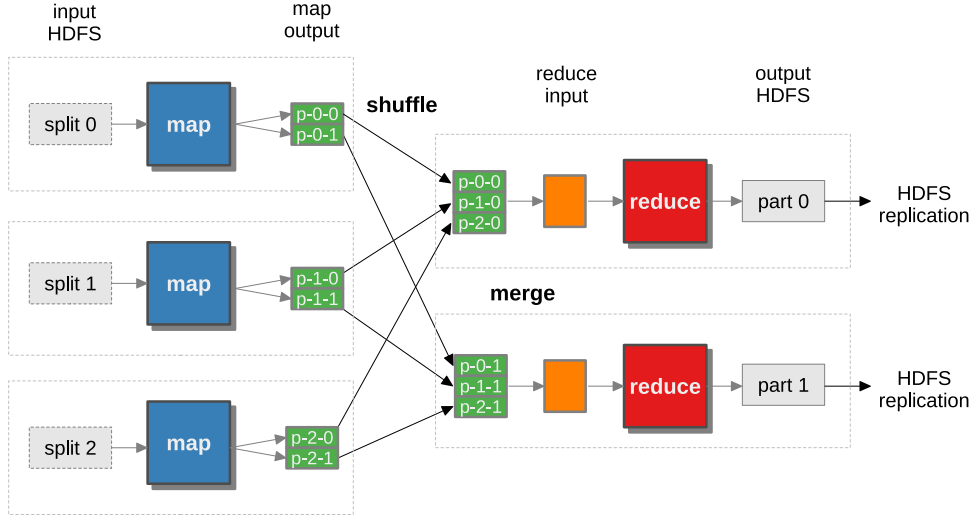 input
HDFS
map
output
shuffle
reduce
input
output
HDFS
split 0
map
p-0-0
p-0-1
p-0-0
p-1-0
p-2-0
reduce
part 0
HDFS
replication
split 1
map
p-1-0
p-1-1
merge
p-0-1
p-1-1
p-2-1
reduce
part 1
HDFS
replication
split 2
map
p-2-0
p-2-1